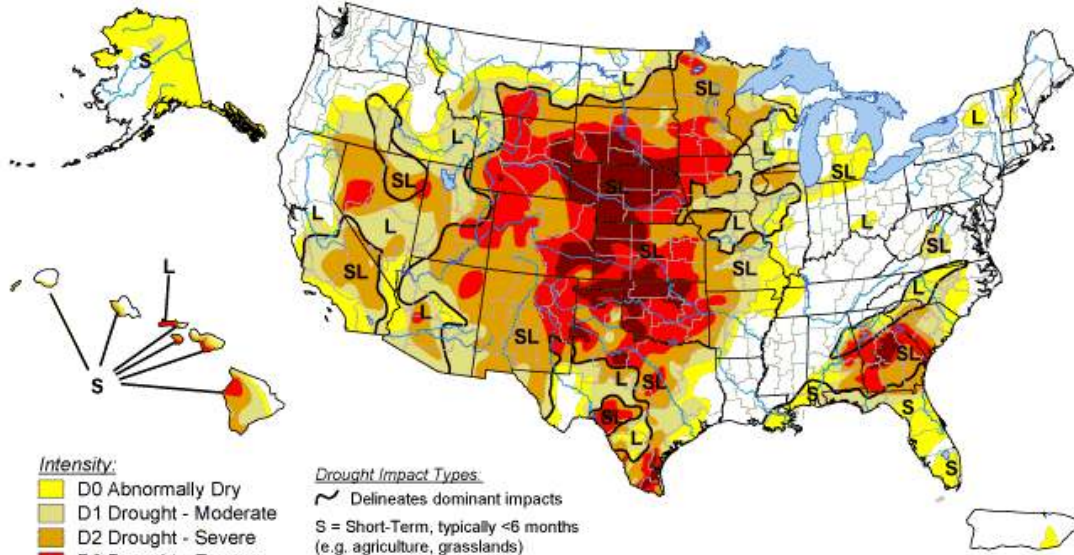 S
L
SL
L
L
SL
L
SL
L
SL
L
L
L
SL
SL
SL
L
SL
L
SL
L
SL
L
SL
L
SL
S
S
S
L
S
Intensity:
D0 Abnormally Dry
D1 Drought - Moderate
D2 Drought - Severe
Drought Impact Types:
Delineates dominant impacts
S = Short-Term, typically <6 months
(e.g. agriculture, grasslands)